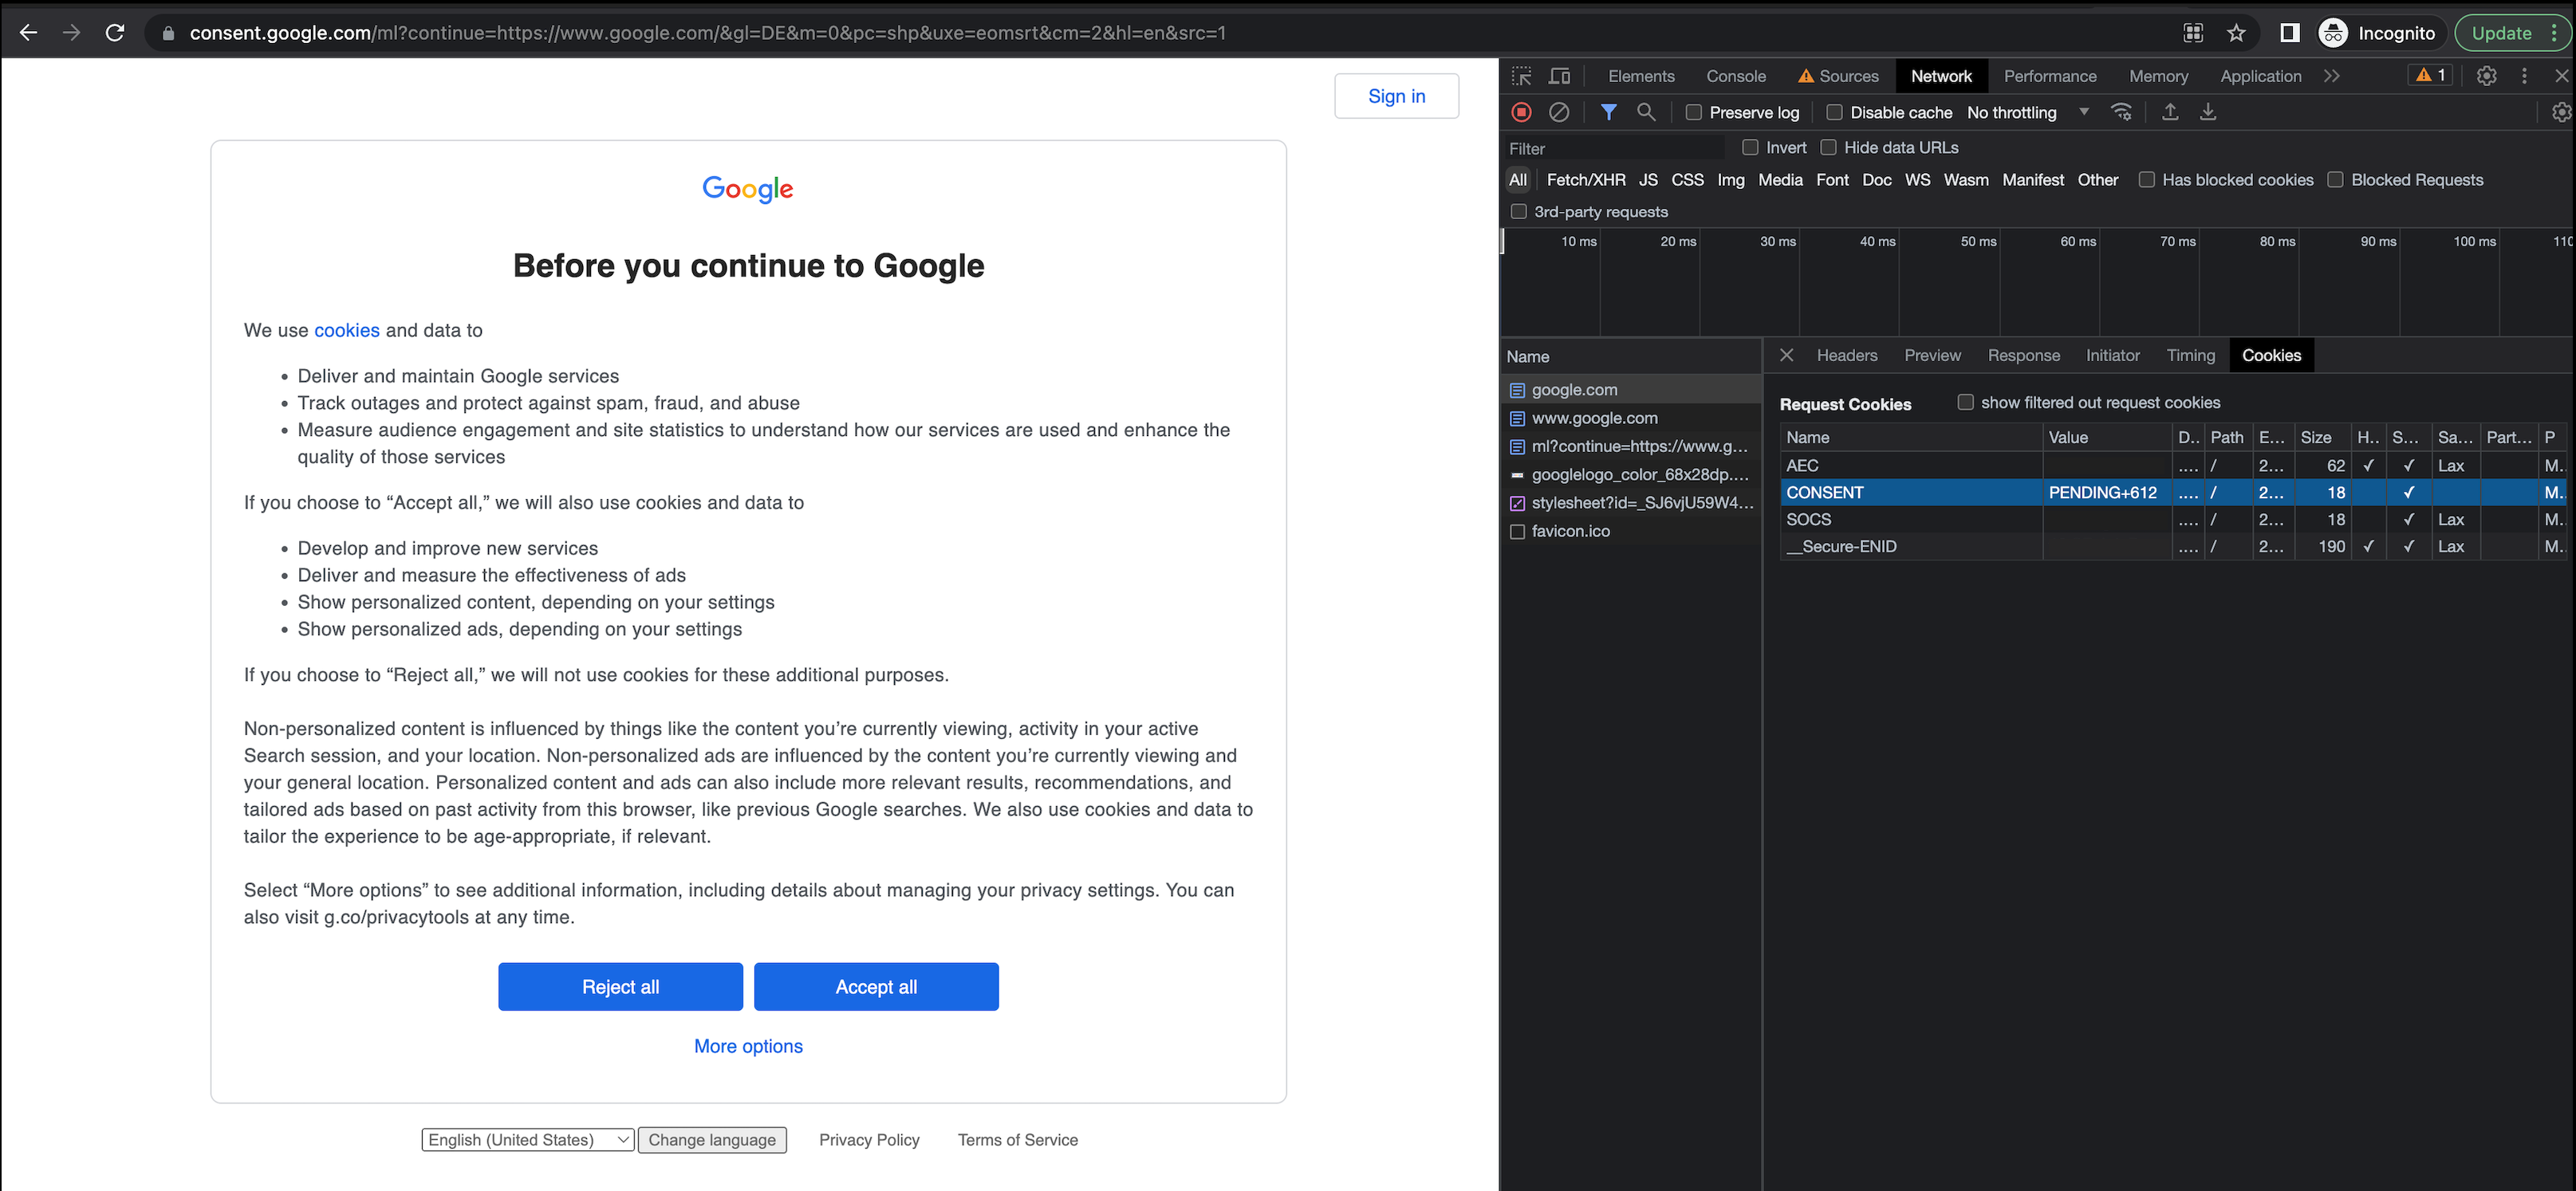 consent.google.com/ml?continue=https://www.google.com/&gl=DE&m=0&pc=shp&uxe=eomsrt&cm=2&hl=en&src=1
Incognito
Update
Sign in
Google
Before you continue to Google
We use cookies and data to
• Deliver and maintain Google services
• Track outages and protect against spam, fraud, and abuse
• Measure audience engagement and site statistics to understand how our services are used and enhance the
quality of those services
If you choose to “Accept all,” we will also use cookies and data to
• Develop and improve new services
• Deliver and measure the effectiveness of ads
• Show personalized content, depending on your settings
• Show personalized ads, depending on your settings
If you choose to “Reject all,” we will not use cookies for these additional purposes.
Non-personalized content is influenced by things like the content you’re currently viewing, activity in your active
Search session, and your location. Non-personalized ads are influenced by the content you’re currently viewing and
your general location. Personalized content and ads can also include more relevant results, recommendations, and
tailored ads based on past activity from this browser, like previous Google searches. We also use cookies and data to
tailor the experience to be age-appropriate, if relevant.
Select “More options” to see additional information, including details about managing your privacy settings. You can
also visit g.co/privacytools at any time.
Reject all Accept all
More options
English (United States) Change language Privacy Policy Terms of Service
Elements Console Sources Network Performance Memory Application 1
Preserve log Disable cache No throttling
Filter Invert Hide data URLs
All Fetch/XHR JS CSS Img Media Font Doc WS Wasm Manifest Other Has blocked cookies Blocked Requests
3rd-party requests
10 ms 20 ms 30 ms 40 ms 50 ms 60 ms 70 ms 80 ms 90 ms 100 ms 110
Name
google.com
www.google.com
ml?continue=https://www.g...
googlelogo_color_68x28dp....
stylesheet?id=_SJ6vjU59W4...
favicon.ico
Headers Preview Response Initiator Timing Cookies
Request Cookies show filtered out request cookies
Name Value D.. Path E... Size H.. S... Sa... Part... P
AEC .... / 2... 62 ✓ ✓ Lax M.
CONSENT PENDING+612 .... / 2... 18 ✓ M.
SOCS .... / 2... 18 ✓ Lax M.
__Secure-ENID .... / 2... 190 ✓ ✓ Lax M.